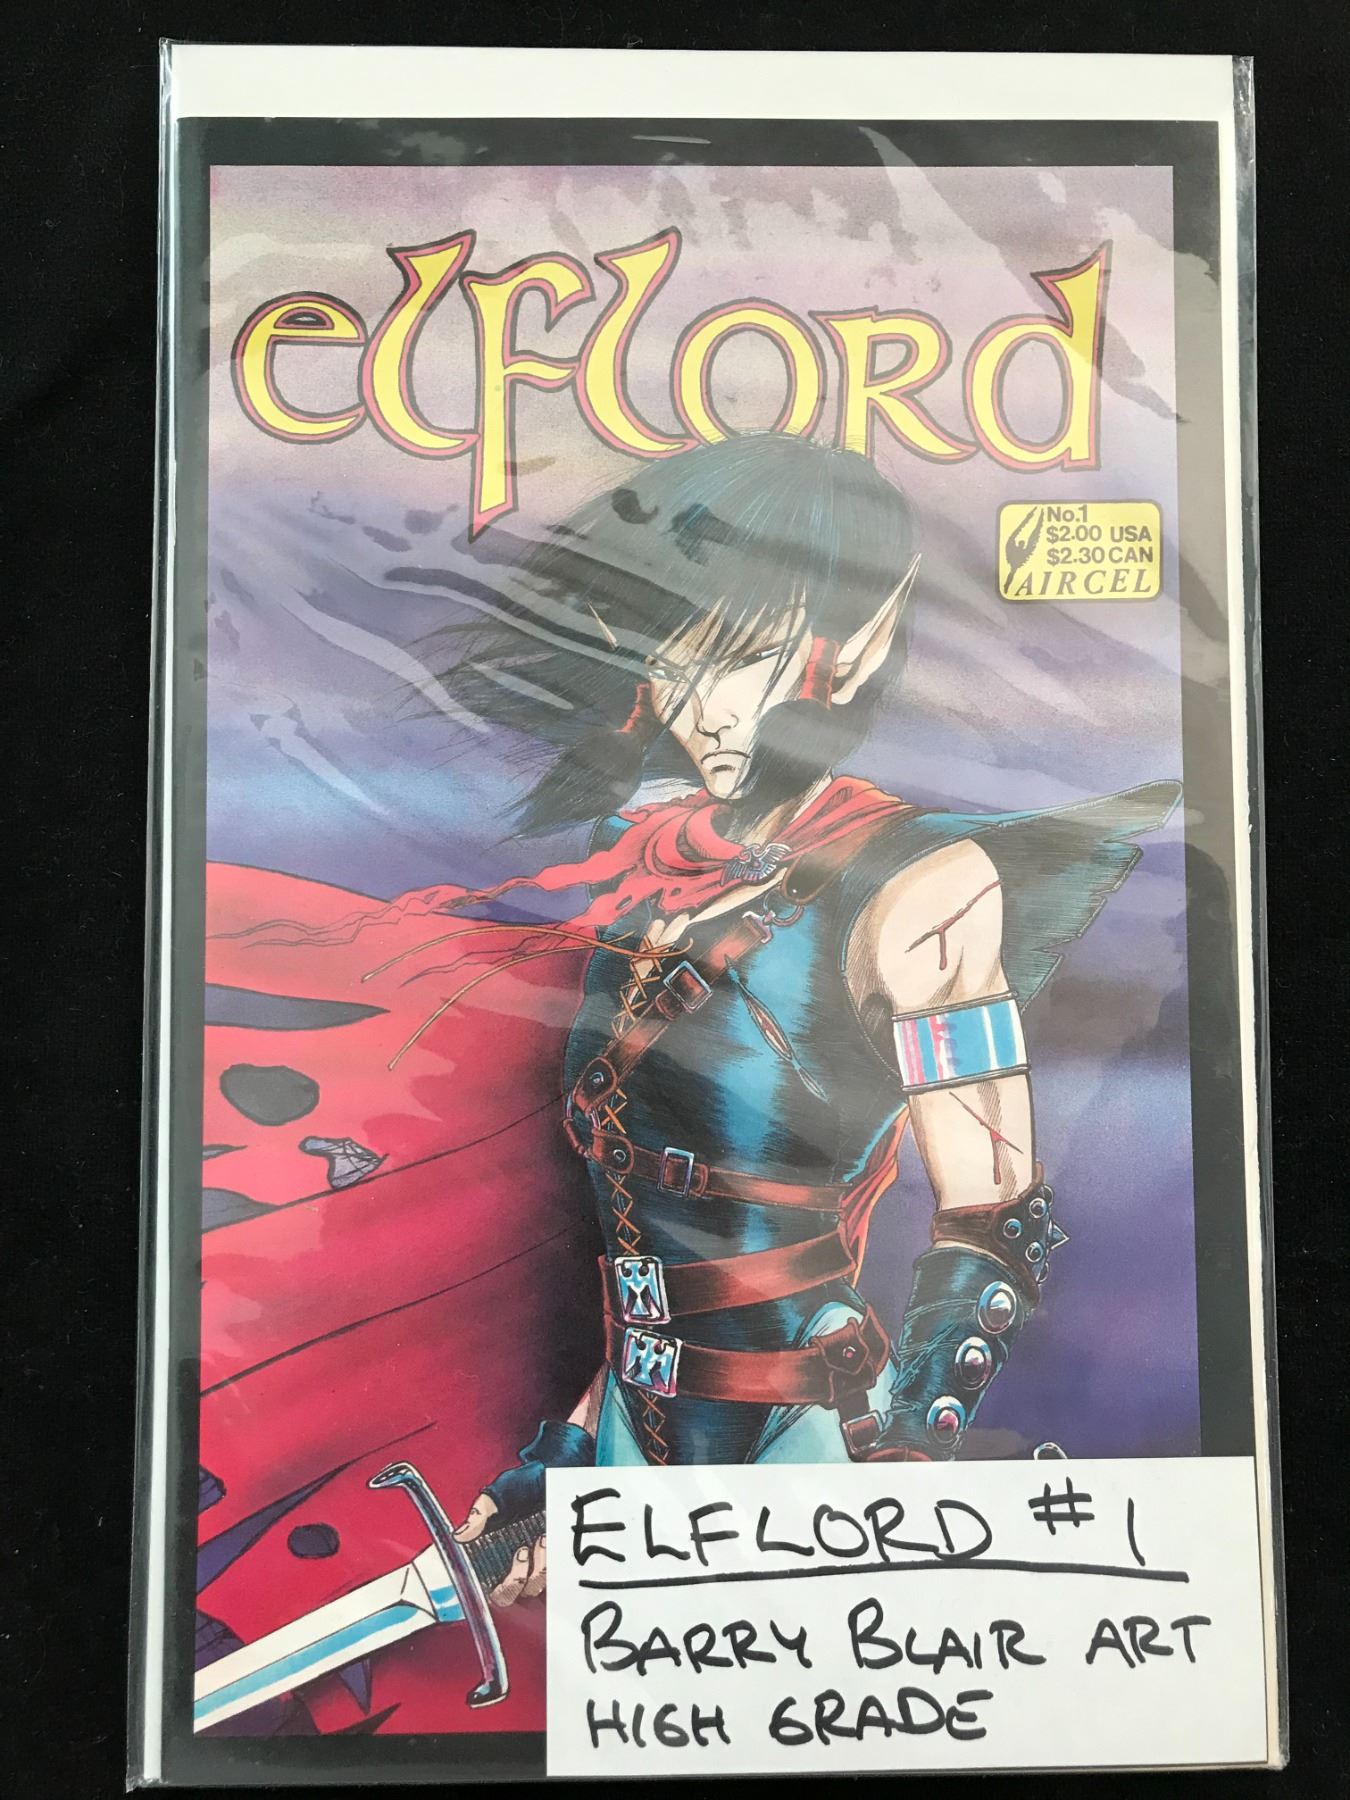 elflord
No.1
$2.00 USA
$2.30 CAN
AIRCEL
ELFLORD #1
BARRY BLAIR ART
HIGH GRADE